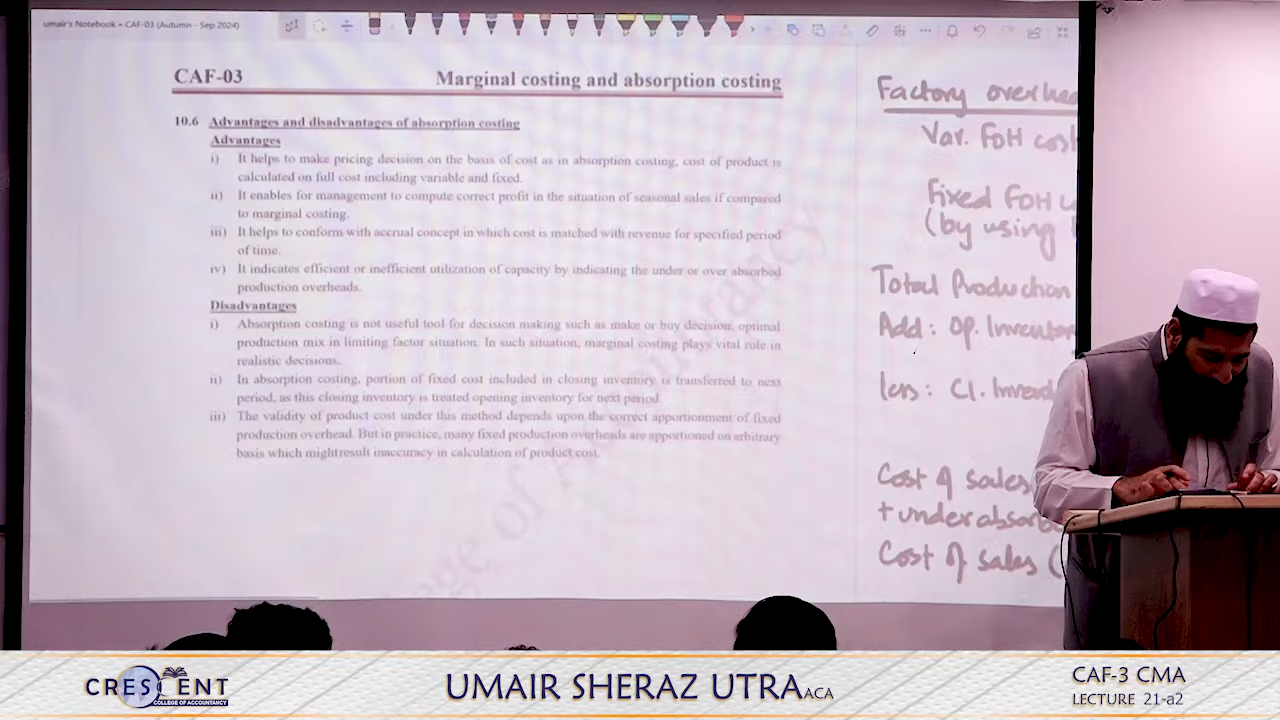 umair's Notebook - CAF-03 (Autumn - Sep 2024)
CAF-03 Marginal costing and absorption costing
10.6 Advantages and disadvantages of absorption costing
Advantages
i) It helps to make pricing decision on the basis of cost as in absorption costing, cost of product is
calculated on full cost including variable and fixed.
ii) It enables for management to compute correct profit in the situation of seasonal sales if compared
to marginal costing.
iii) It helps to conform with accrual concept in which cost is matched with revenue for specified period
of time.
iv) It indicates efficient or inefficient utilization of capacity by indicating the under or over absorbed
production overheads.
Disadvantages
i) Absorption costing is not useful tool for decision making such as make or buy decision, optimal
production mix in limiting factor situation. In such situation, marginal costing plays vital role in
realistic decisions.
ii) In absorption costing, portion of fixed cost included in closing inventory is transferred to next
period, as this closing inventory is treated opening inventory for next period.
iii) The validity of product cost under this method depends upon the correct apportionment of fixed
production overhead. But in practice, many fixed production overheads are apportioned on arbitrary
basis which mightresult inaccuracy in calculation of product cost.
Factory overhea
Var. FOH cost
Fixed FOH
(by using
Total Production
Add: Op. Inventor
less: Cl. Invent
Cost of sales
+ under absor
Cost of sales (
ge of Accountancy
CRESCENT
COLLEGE OF ACCOUNTANCY
UMAIR SHERAZ UTRA ACA
CAF-3 CMA
LECTURE 21-a2